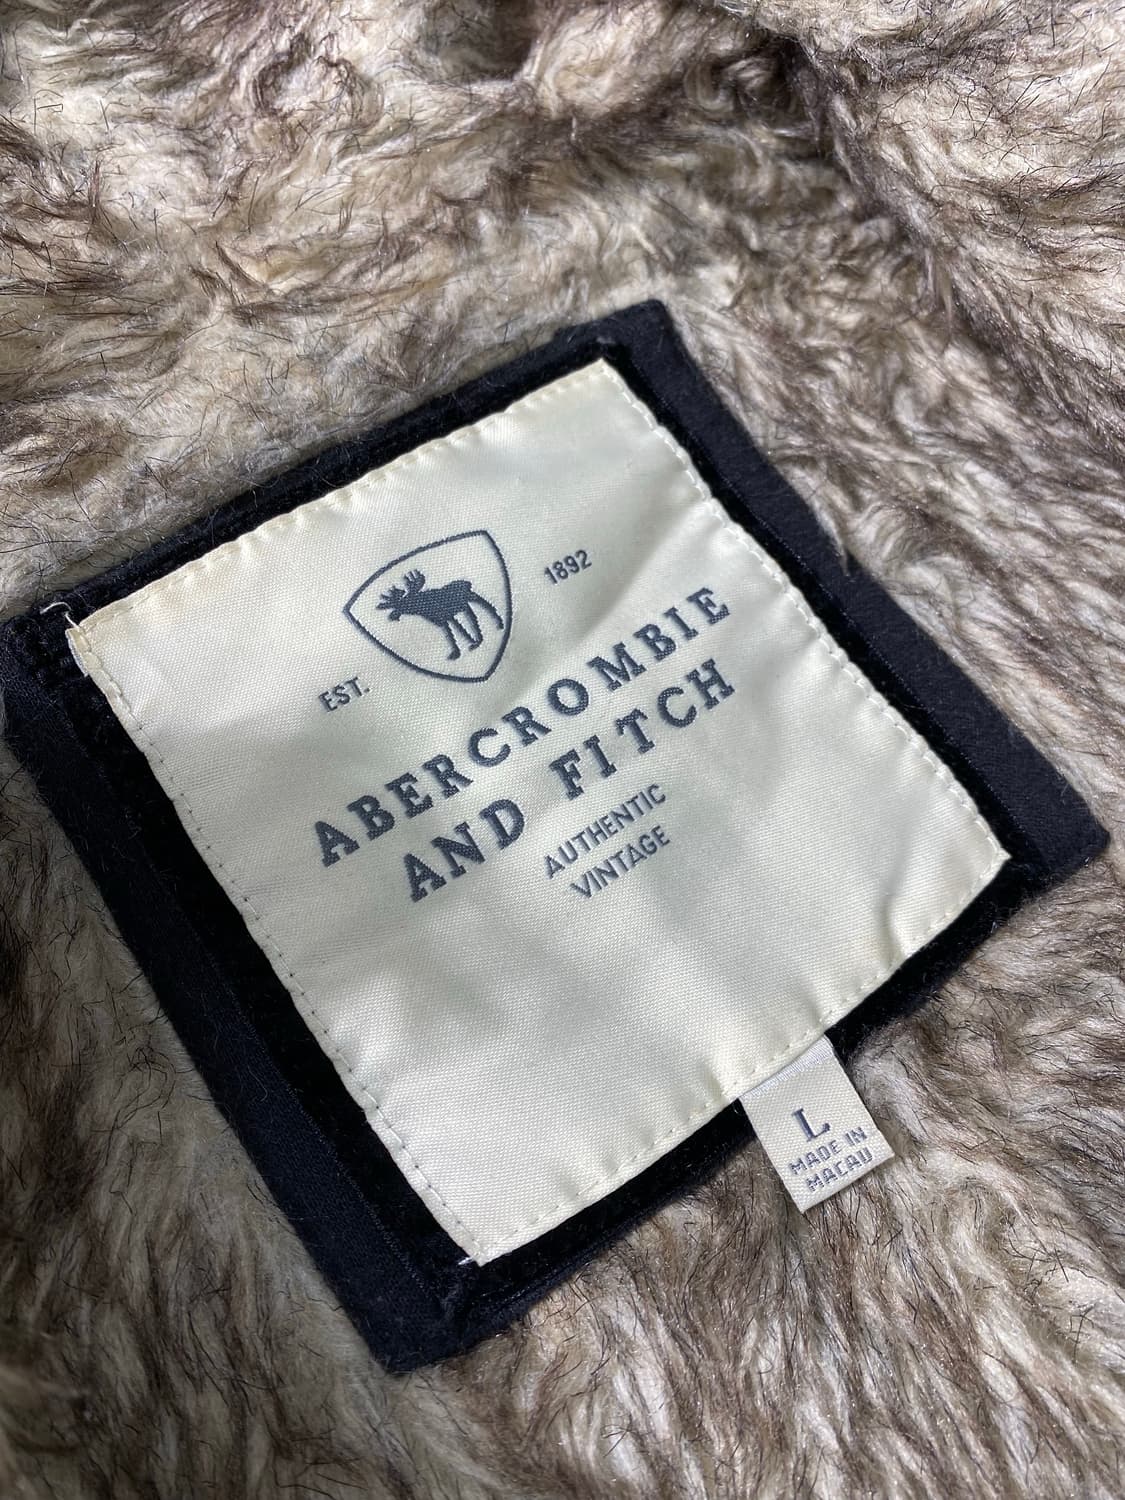 EST. 1892
ABERCROMBIE
AND FITCH
AUTHENTIC
VINTAGE
L
MADE IN
MACAU